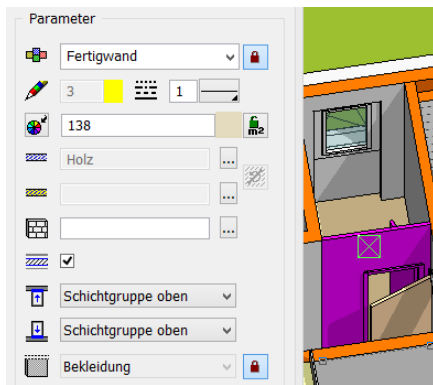 Parameter
Fertigwand
3 1
138 m2
Holz ...
...
...
Schichtgruppe oben
Schichtgruppe oben
Bekleidung